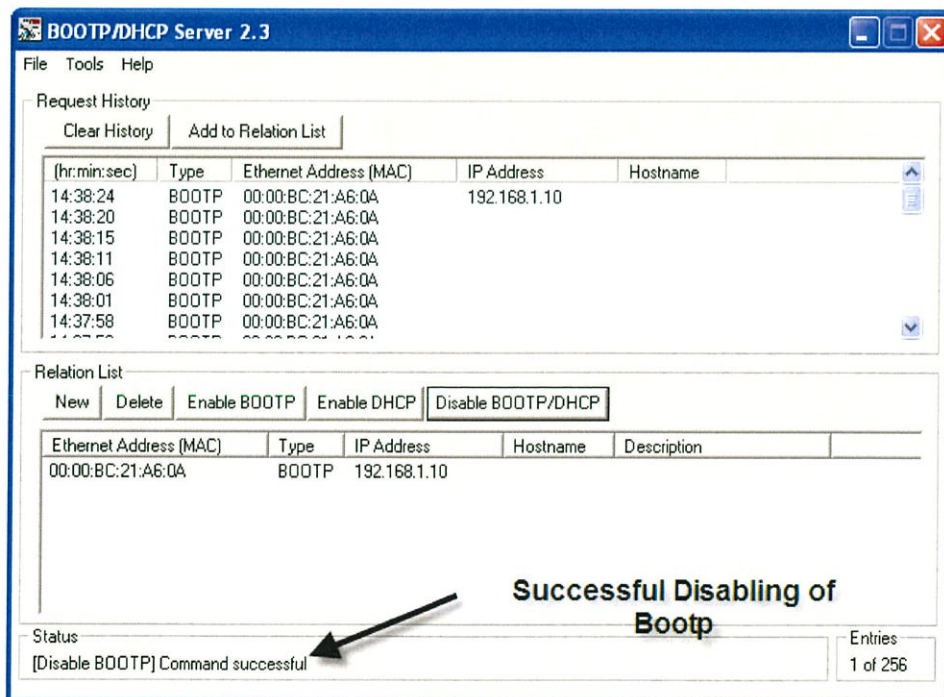 BOOTP/DHCP Server 2.3
File Tools Help
Request History
Clear History Add to Relation List
(hr:min:sec) Type Ethernet Address (MAC) IP Address Hostname
14:38:24 BOOTP 00:00:BC:21:A6:0A 192.168.1.10
14:38:20 BOOTP 00:00:BC:21:A6:0A
14:38:15 BOOTP 00:00:BC:21:A6:0A
14:38:11 BOOTP 00:00:BC:21:A6:0A
14:38:06 BOOTP 00:00:BC:21:A6:0A
14:38:01 BOOTP 00:00:BC:21:A6:0A
14:37:58 BOOTP 00:00:BC:21:A6:0A
Relation List
New Delete Enable BOOTP Enable DHCP Disable BOOTP/DHCP
Ethernet Address (MAC) Type IP Address Hostname Description
00:00:BC:21:A6:0A BOOTP 192.168.1.10
Successful Disabling of
Bootp
Status
[Disable BOOTP] Command successful
Entries
1 of 256